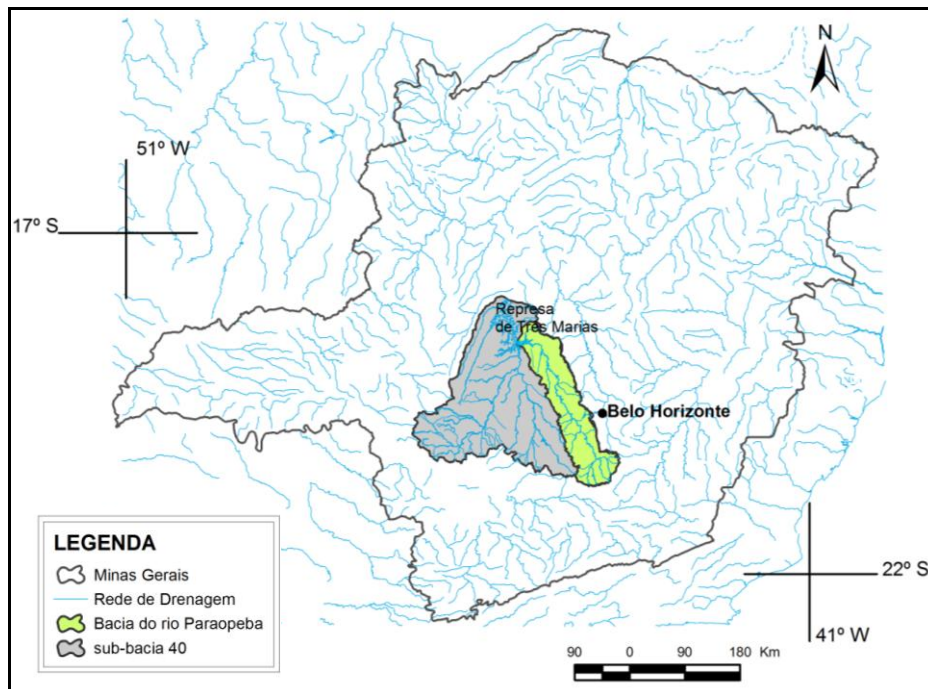 N
51º W
17º S
Represa
de Três Marias
Belo Horizonte
LEGENDA
Minas Gerais
Rede de Drenagem
Bacia do rio Paraopeba
sub-bacia 40
22º S
41º W
90 0 90 180 Km